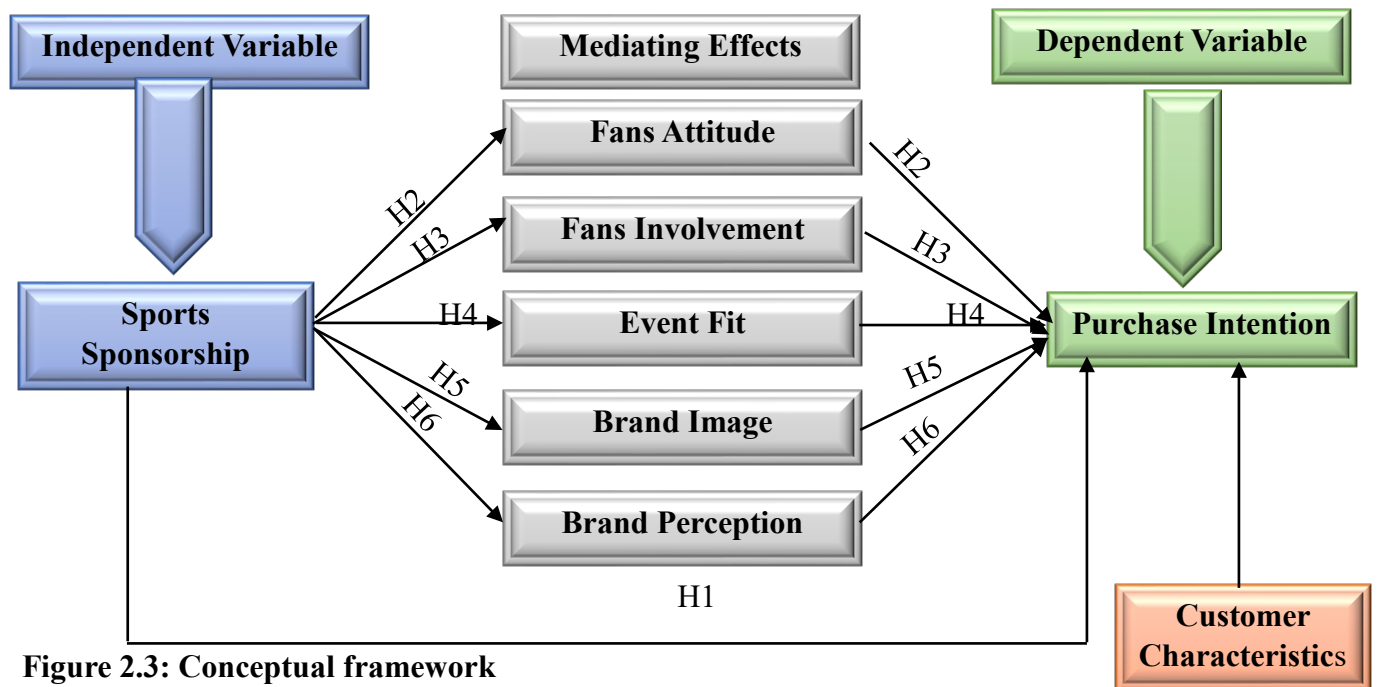 Independent Variable
Mediating Effects
Dependent Variable
Fans Attitude
H2
H2
Fans Involvement
H3
H3
Sports
Sponsorship
H4
Event Fit
H4
Purchase Intention
H5
H5
Brand Image
H6
H6
Brand Perception
H1
Customer
Characteristics
Figure 2.3: Conceptual framework